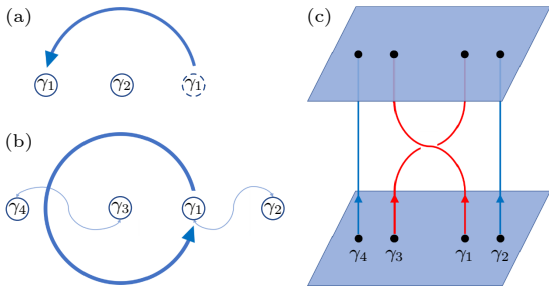 (a)
γ₁ γ₂ γ₁
(b)
γ₄ γ₃ γ₁ γ₂
(c)
γ₄ γ₃ γ₁ γ₂